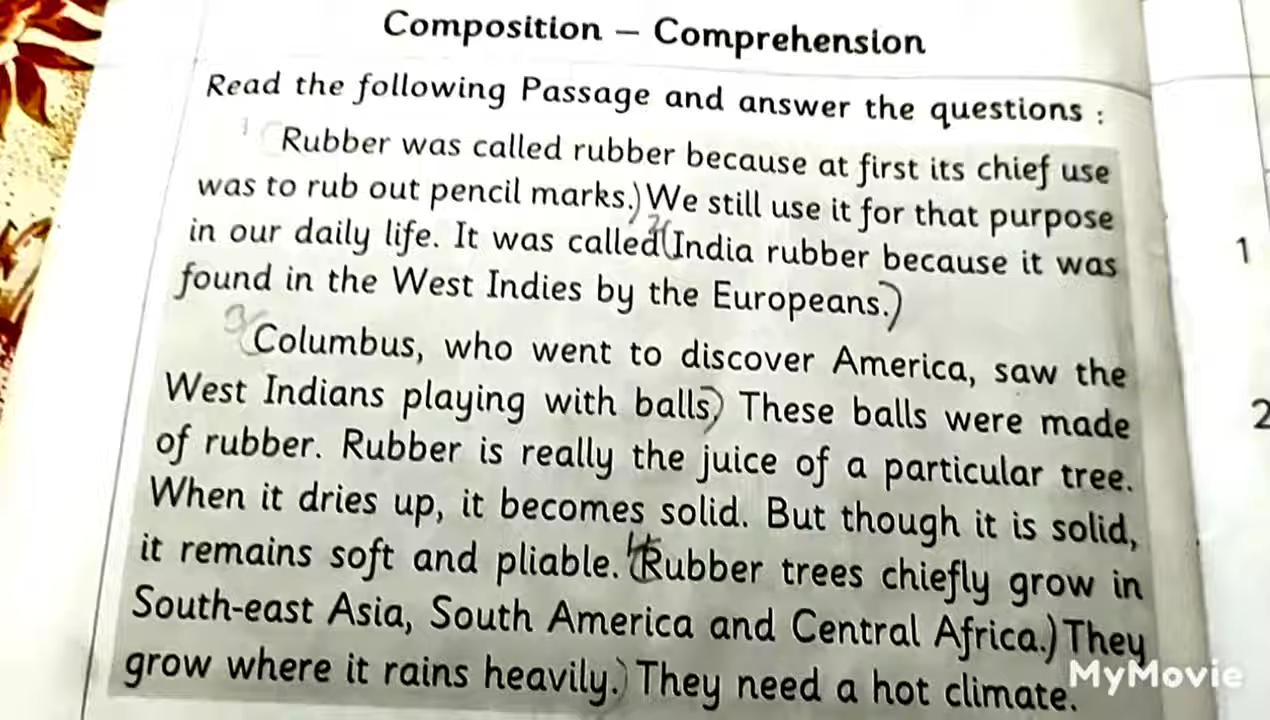 Composition – Comprehension
Read the following Passage and answer the questions :
1 Rubber was called rubber because at first its chief use
was to rub out pencil marks.) We still use it for that purpose
in our daily life. It was called 2( India rubber because it was
found in the West Indies by the Europeans.)
3( Columbus, who went to discover America, saw the
West Indians playing with balls.) These balls were made
of rubber. Rubber is really the juice of a particular tree.
When it dries up, it becomes solid. But though it is solid,
it remains soft and pliable. 4( Rubber trees chiefly grow in
South-east Asia, South America and Central Africa.) They
grow where it rains heavily.) They need a hot climate.
1
2
MyMovie